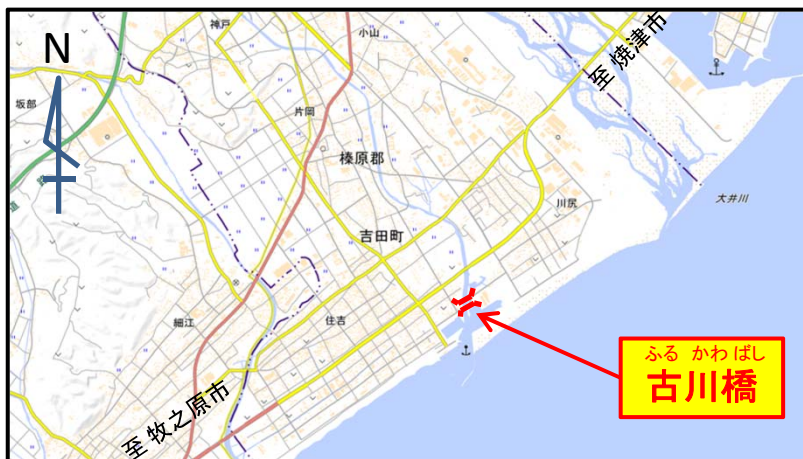 神戸
小山
至 焼津市
N
坂部
片岡
榛原郡
大井川
川尻
吉田町
細江
住吉
ふる かわ ばし
古川橋
至 牧之原市